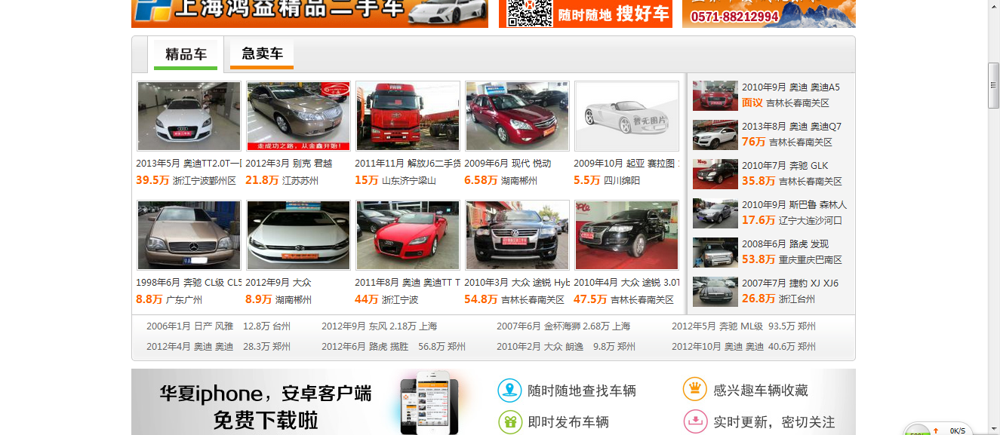 上海鸿益精品二手车
随时随地 搜好车
0571-88212994
精品车 急卖车
走成功之路，从金鑫开始！
暂无图片
2013年5月 奥迪TT2.0T一
39.5万 浙江宁波鄞州区
2012年3月 别克 君越
21.8万 江苏苏州
2011年11月 解放J6二手货
15万 山东济宁梁山
2009年6月 现代 悦动
6.58万 湖南郴州
2009年10月 起亚 赛拉图
5.5万 四川绵阳
1998年6月 奔驰 CL级 CL5
8.8万 广东广州
2012年9月 大众
8.9万 湖南郴州
2011年8月 奥迪 奥迪TT T
44万 浙江宁波
2010年3月 大众 途锐 Hyb
54.8万 吉林长春南关区
2010年4月 大众 途锐 3.0T
47.5万 吉林长春南关区
2010年9月 奥迪 奥迪A5
面议 吉林长春南关区
2013年8月 奥迪 奥迪Q7
76万 吉林长春南关区
2010年7月 奔驰 GLK
35.8万 吉林长春南关区
2010年9月 斯巴鲁 森林人
17.6万 辽宁大连沙河口
2008年6月 路虎 发现
53.8万 重庆重庆巴南区
2007年7月 捷豹 XJ XJ6
26.8万 浙江台州
2006年1月 日产 风雅 12.8万 台州
2012年9月 东风 2.18万 上海
2007年6月 金杯海狮 2.68万 上海
2012年5月 奔驰 ML级 93.5万 郑州
2012年4月 奥迪 奥迪 28.3万 郑州
2012年6月 路虎 揽胜 56.8万 郑州
2010年2月 大众 朗逸 9.8万 郑州
2012年10月 奥迪 奥迪 40.6万 郑州
华夏iphone，安卓客户端
免费下载啦
随时随地查找车辆
感兴趣车辆收藏
即时发布车辆
实时更新，密切关注
0K/S